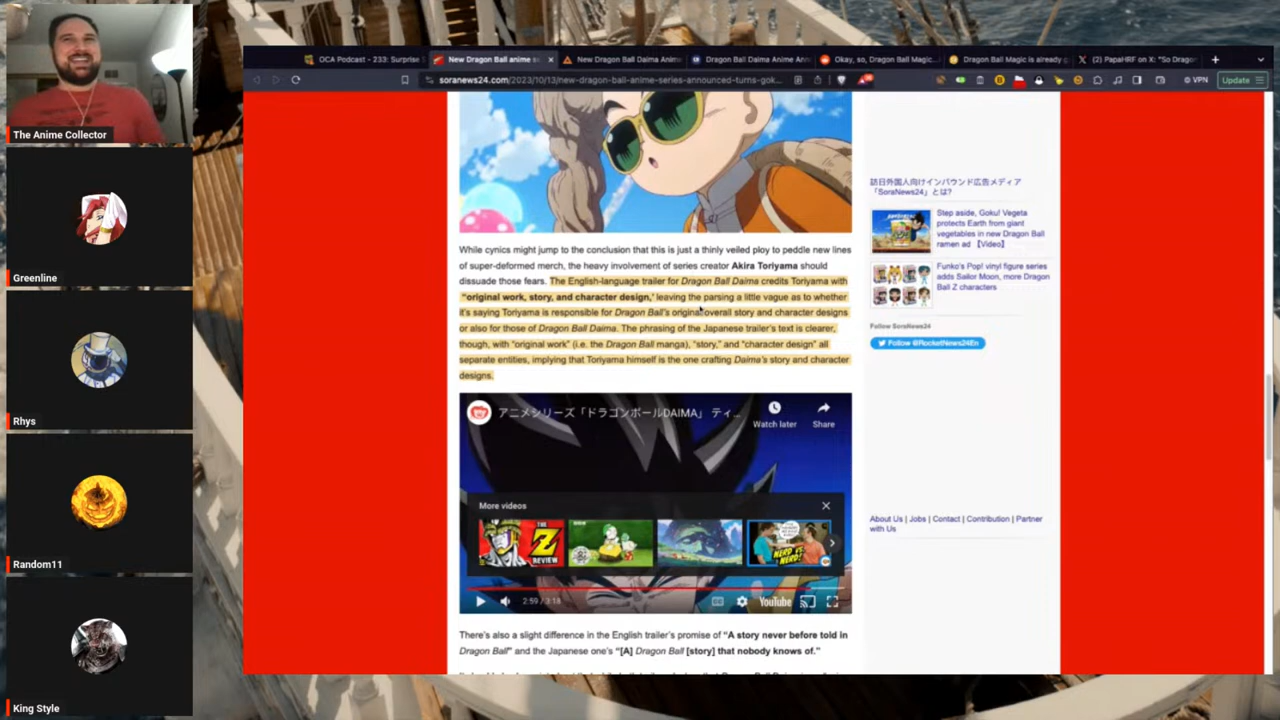 The Anime Collector
Greenline
Rhys
Random11
King Style
OCA Podcast - 233: Surprise
New Dragon Ball anime s
New Dragon Ball Daima Anime
Dragon Ball Daima Anime Ann
Okay, so, Dragon Ball Magic...
Dragon Ball Magic is already g
(2) PapaHRF on X: "So Drago
soranews24.com/2023/10/13/new-dragon-ball-anime-series-announced-turns-gok...
VPN
Update
While cynics might jump to the conclusion that this is just a thinly veiled ploy to peddle new lines
of super-deformed merch, the heavy involvement of series creator Akira Toriyama should
dissuade those fears. The English-language trailer for Dragon Ball Daima credits Toriyama with
"original work, story, and character design," leaving the parsing a little vague as to whether
it's saying Toriyama is responsible for Dragon Ball's original overall story and character designs
or also for those of Dragon Ball Daima. The phrasing of the Japanese trailer's text is clearer,
though, with "original work" (i.e. the Dragon Ball manga), "story," and "character design" all
separate entities, implying that Toriyama himself is the one crafting Daima's story and character
designs.
アニメシリーズ「ドラゴンボールDAIMA」 ティ...
Watch later
Share
More videos
THE
Z
REVIEW
NERD
VS.
NERD!
2:59 / 3:18
YouTube
There's also a slight difference in the English trailer's promise of "A story never before told in
Dragon Ball" and the Japanese one's "[A] Dragon Ball [story] that nobody knows of."
訪日外国人向けインバウンド広告メディア
「SoraNews24」とは?
Step aside, Goku! Vegeta
protects Earth from giant
vegetables in new Dragon Ball
ramen ad 【Video】
Funko's Pop! vinyl figure series
adds Sailor Moon, more Dragon
Ball Z characters
Follow SoraNews24
Follow @RocketNews24En
About Us | Jobs | Contact | Contribution | Partner
with Us